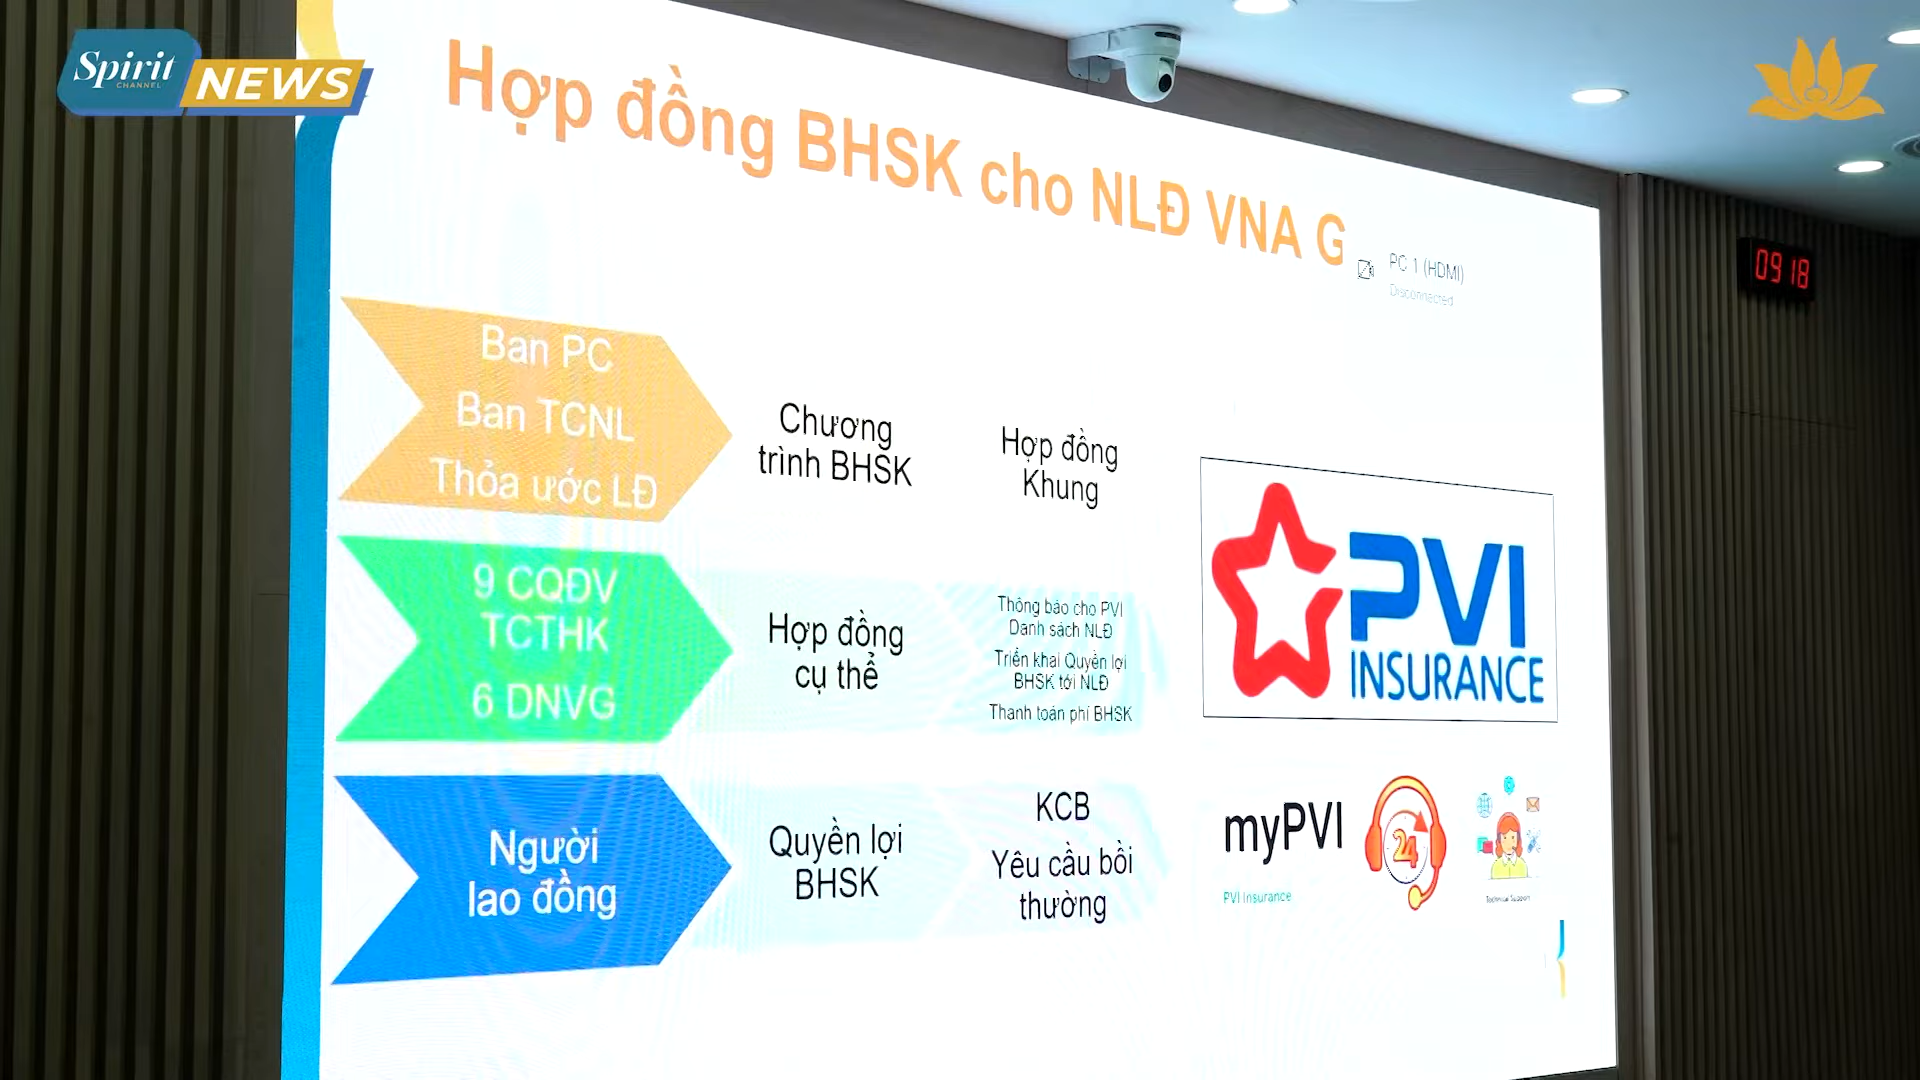 Spirit
CHANNEL
NEWS
Hợp đồng BHSK cho NLĐ VNA G
PC 1 (HDMI)
Disconnected
09 18
Ban PC
Ban TCNL
Thỏa ước LĐ
Chương
trình BHSK
Hợp đồng
Khung
9 CQĐV
TCTHK
6 DNVG
Hợp đồng
cụ thể
Thông báo cho PVI
Danh sách NLĐ
Triển khai Quyền lợi
BHSK tới NLĐ
Thanh toán phí BHSK
PVI
INSURANCE
Người
lao đồng
Quyền lợi
BHSK
KCB
Yêu cầu bồi
thường
myPVI
PVI Insurance
24
Technical Support